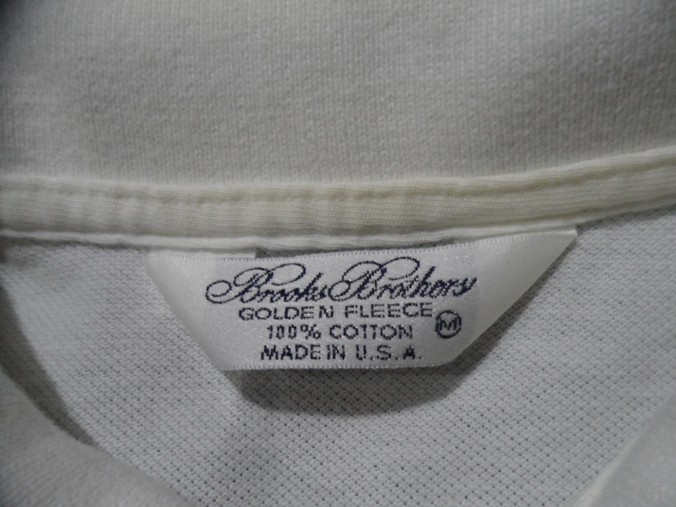 Brooks Brothers
GOLDEN FLEECE
100% COTTON M
MADE IN U.S.A.